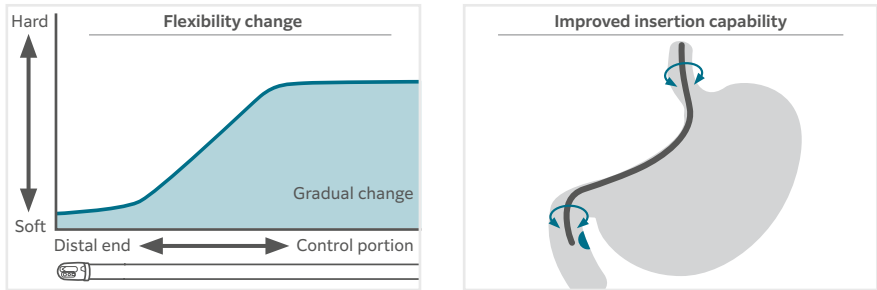 Flexibility change
Hard
Soft
Gradual change
Distal end
Control portion
Improved insertion capability